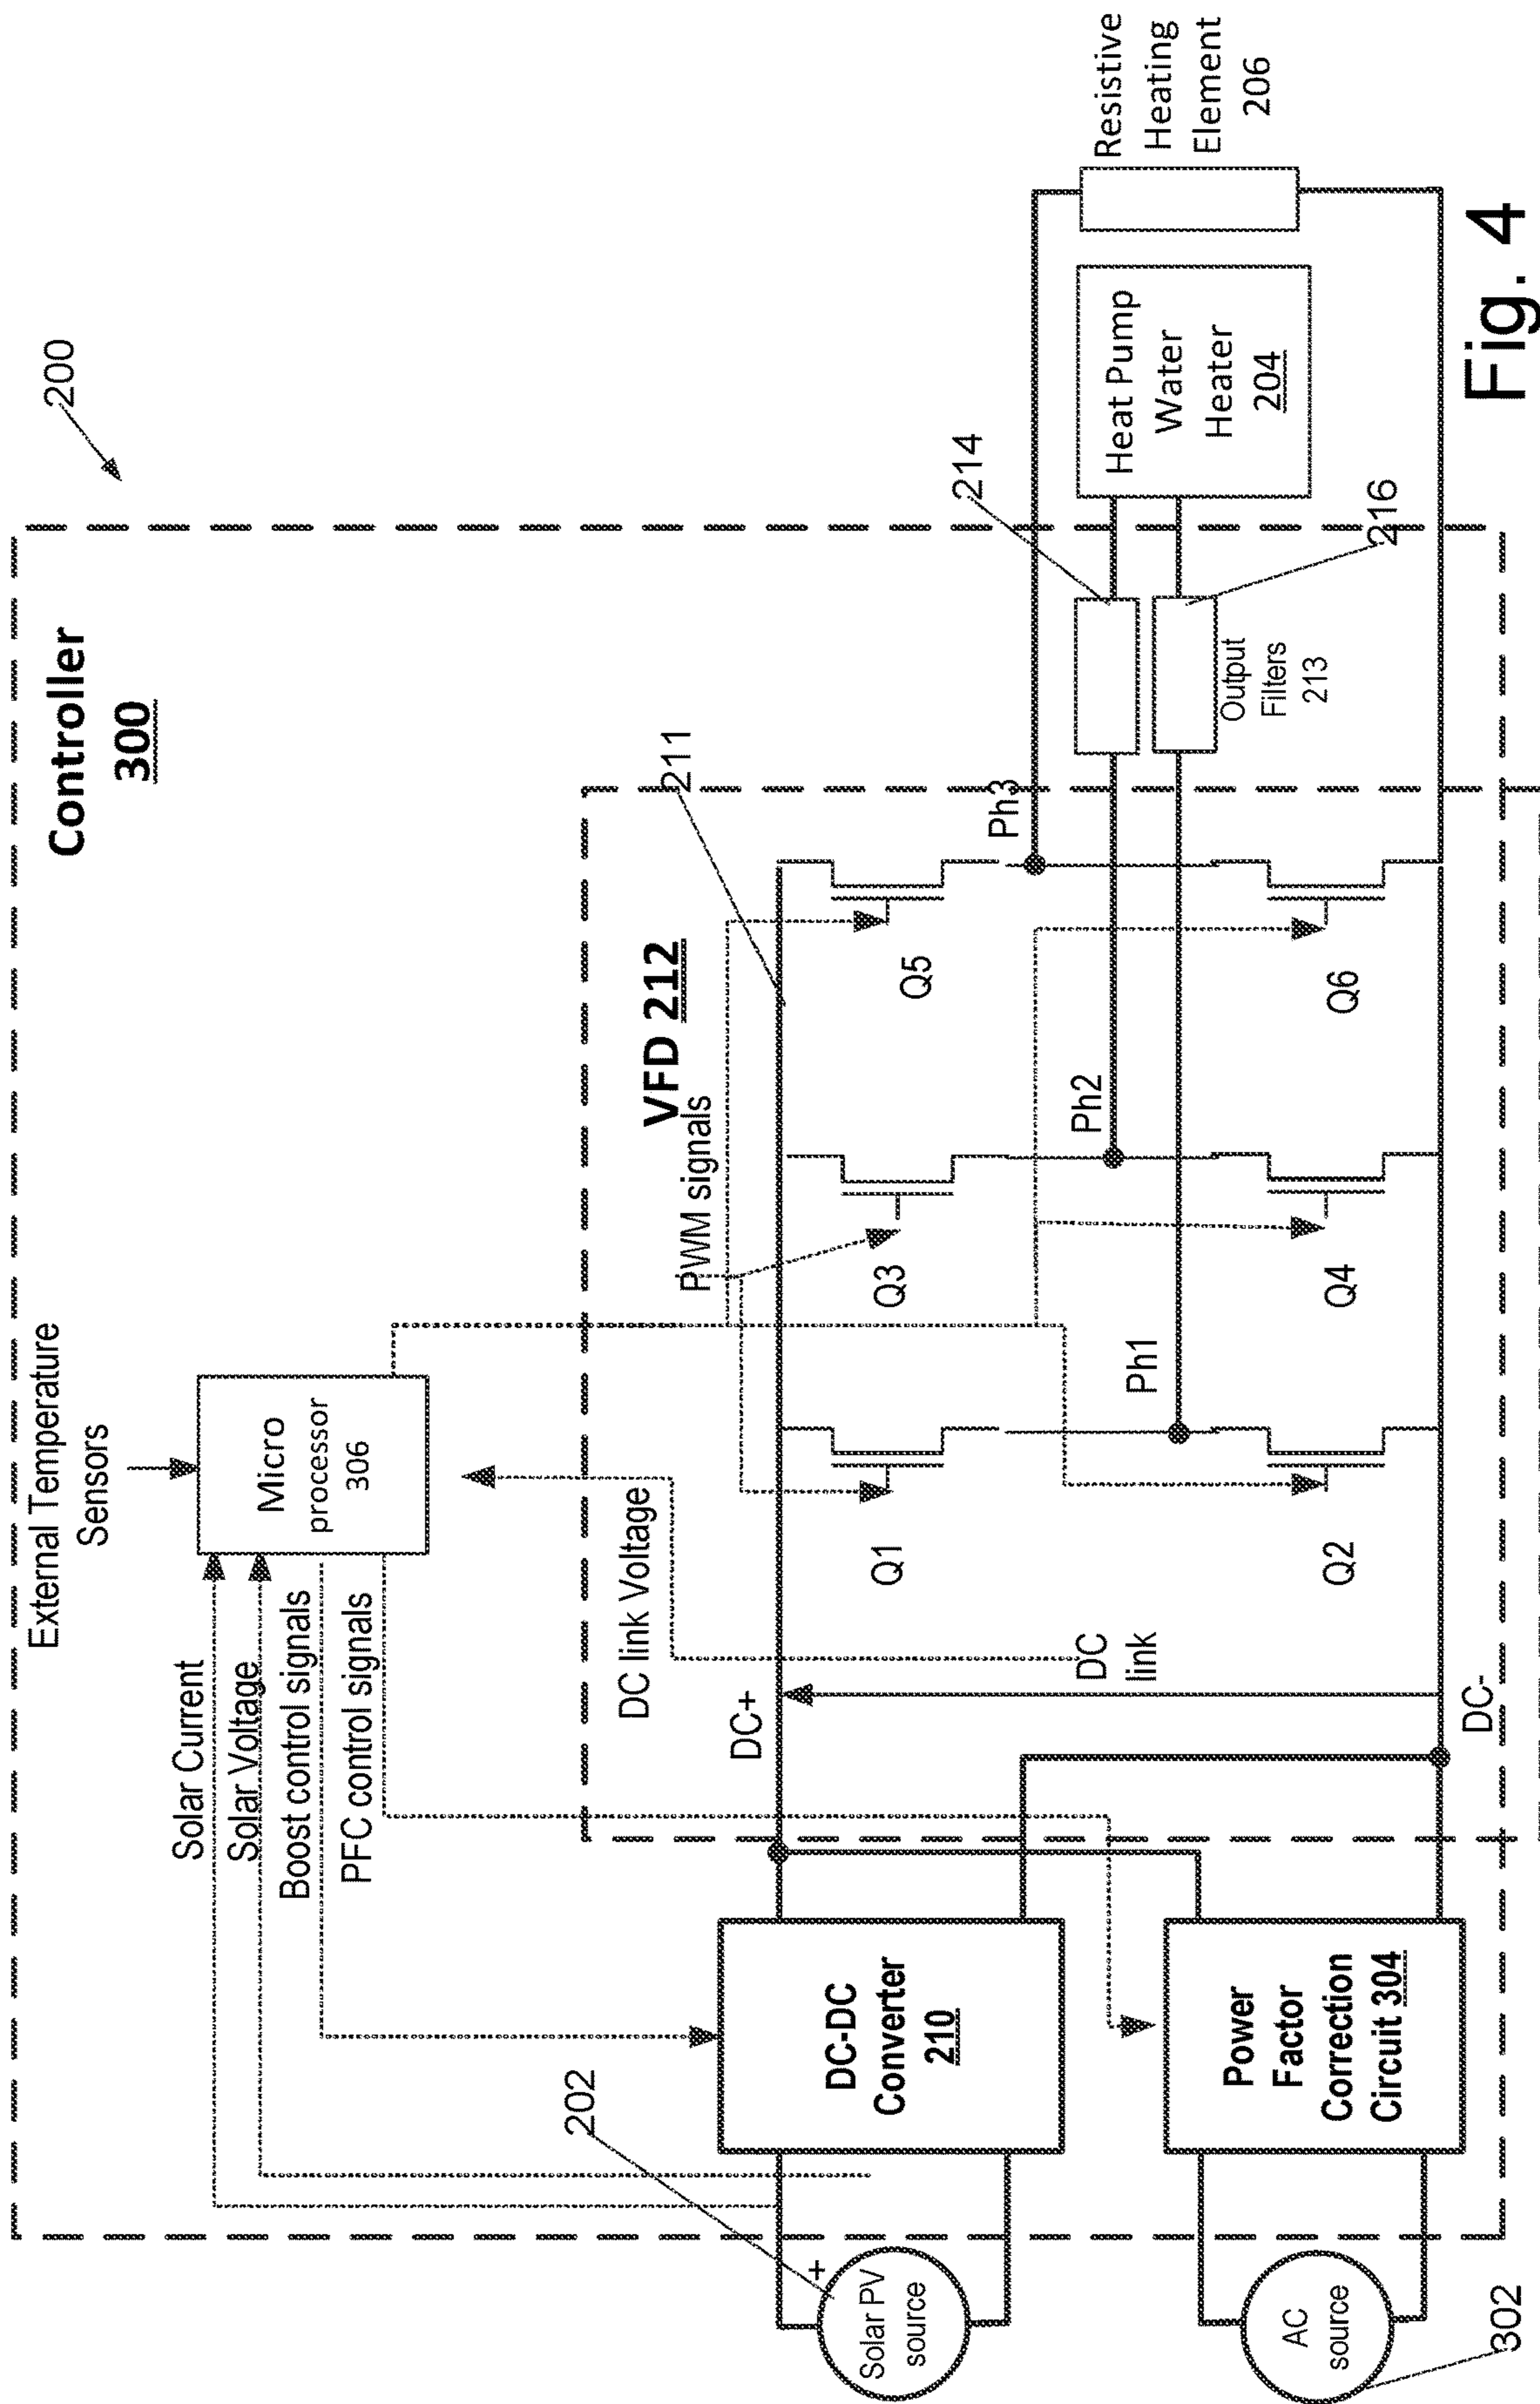 200
Controller
300
External Temperature
Sensors
Micro
processor
306
Solar Current
Solar Voltage
Boost control signals
PFC control signals
DC link Voltage
VFD 212
PWM signals
211
DC+
DC
link
DC-
Q1
Q2
Q3
Q4
Q5
Q6
Ph1
Ph2
Ph3
202
+
Solar PV
source
DC-DC
Converter
210
AC
source
302
Power
Factor
Correction
Circuit 304
214
216
Output
Filters
213
Heat Pump
Water
Heater
204
Resistive
Heating
Element
206
Fig. 4